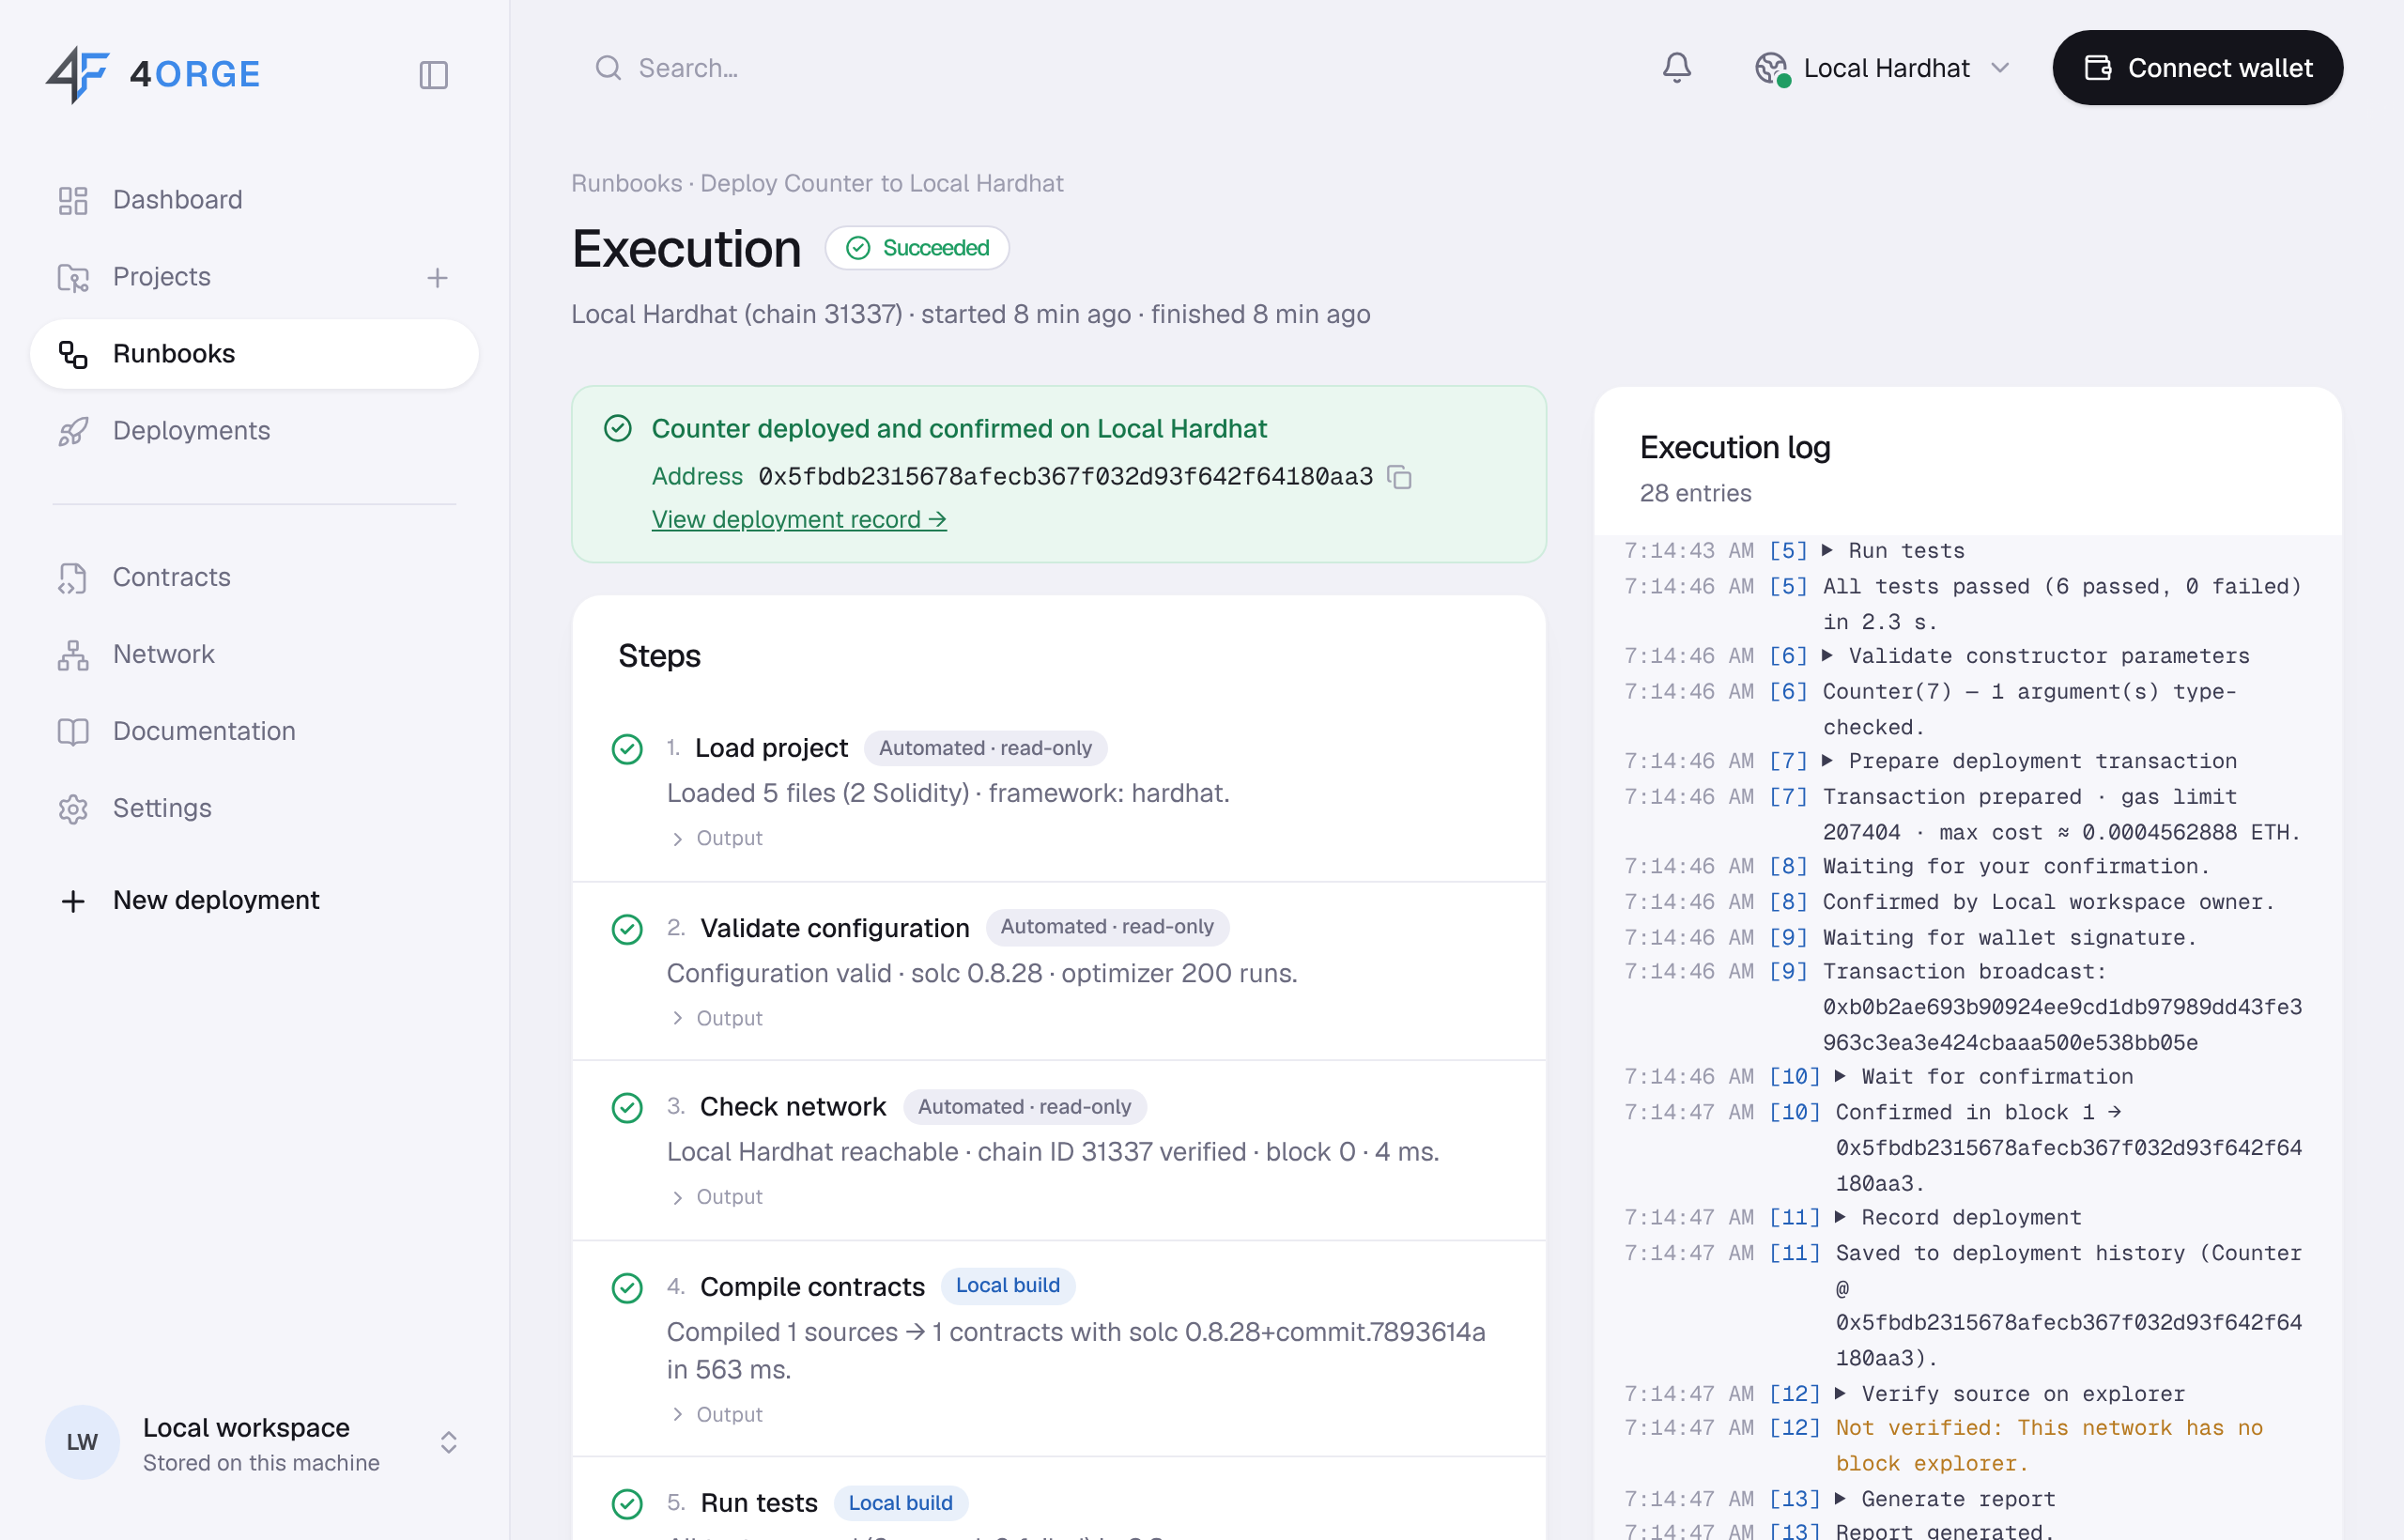 4ORGE
Dashboard
Projects
Runbooks
Deployments
Contracts
Network
Documentation
Settings
New deployment
LW
Local workspace
Stored on this machine
Search...
Local Hardhat
Connect wallet
Runbooks · Deploy Counter to Local Hardhat
Execution
Succeeded
Local Hardhat (chain 31337) · started 8 min ago · finished 8 min ago
Counter deployed and confirmed on Local Hardhat
Address 0x5fbdb2315678afecb367f032d93f642f64180aa3
View deployment record →
Steps
1. Load project Automated · read-only
Loaded 5 files (2 Solidity) · framework: hardhat.
Output
2. Validate configuration Automated · read-only
Configuration valid · solc 0.8.28 · optimizer 200 runs.
Output
3. Check network Automated · read-only
Local Hardhat reachable · chain ID 31337 verified · block 0 · 4 ms.
Output
4. Compile contracts Local build
Compiled 1 sources → 1 contracts with solc 0.8.28+commit.7893614a
in 563 ms.
Output
5. Run tests Local build
Execution log
28 entries
7:14:43 AM [5] ▶ Run tests
7:14:46 AM [5] All tests passed (6 passed, 0 failed)
in 2.3 s.
7:14:46 AM [6] ▶ Validate constructor parameters
7:14:46 AM [6] Counter(7) — 1 argument(s) type-
checked.
7:14:46 AM [7] ▶ Prepare deployment transaction
7:14:46 AM [7] Transaction prepared · gas limit
207404 · max cost ≈ 0.0004562888 ETH.
7:14:46 AM [8] Waiting for your confirmation.
7:14:46 AM [8] Confirmed by Local workspace owner.
7:14:46 AM [9] Waiting for wallet signature.
7:14:46 AM [9] Transaction broadcast:
0xb0b2ae693b90924ee9cd1db97989dd43fe3
963c3ea3e424cbaaa500e538bb05e
7:14:46 AM [10] ▶ Wait for confirmation
7:14:47 AM [10] Confirmed in block 1 →
0x5fbdb2315678afecb367f032d93f642f64
180aa3.
7:14:47 AM [11] ▶ Record deployment
7:14:47 AM [11] Saved to deployment history (Counter
@
0x5fbdb2315678afecb367f032d93f642f64
180aa3).
7:14:47 AM [12] ▶ Verify source on explorer
7:14:47 AM [12] Not verified: This network has no
block explorer.
7:14:47 AM [13] ▶ Generate report
7:14:47 AM [13] Report generated.